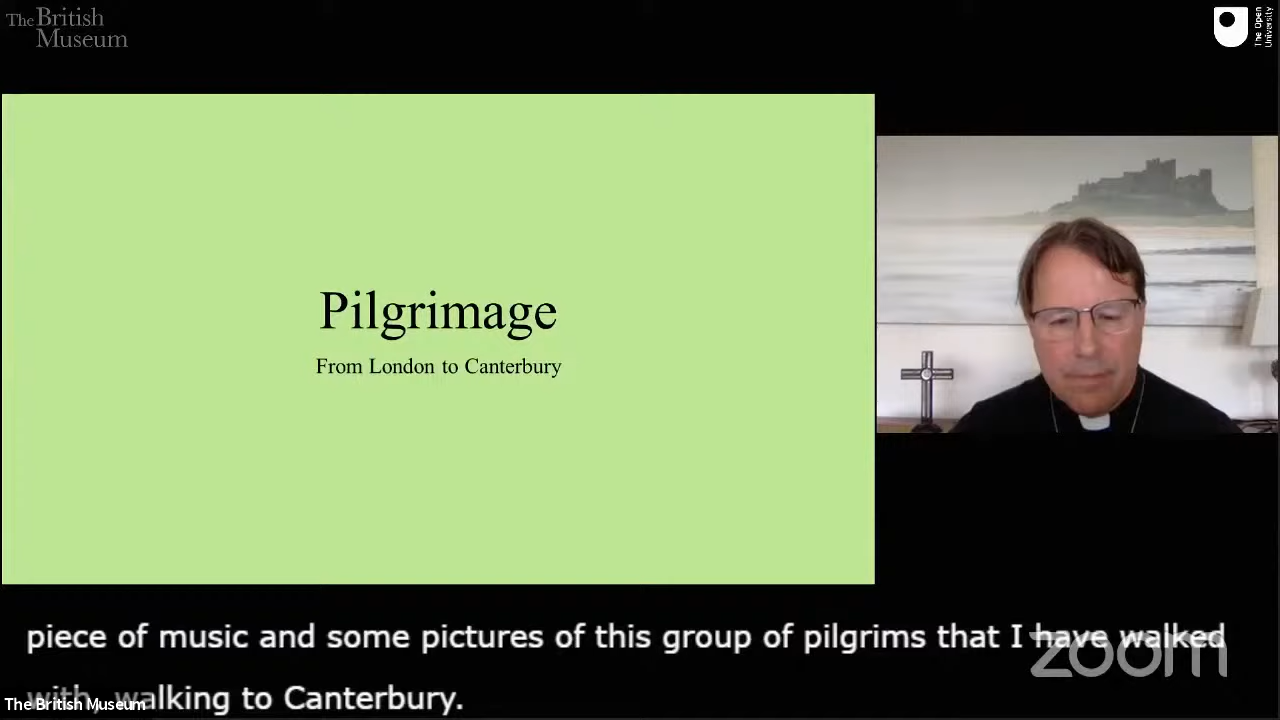 The British
Museum
The Open
University
Pilgrimage
From London to Canterbury
piece of music and some pictures of this group of pilgrims that I have walked
with, walking to Canterbury.
zoom
The British Museum